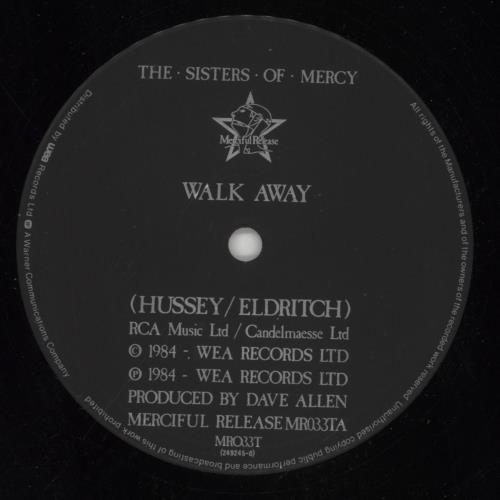 THE · SISTERS · OF · MERCY
Merciful Release
WALK AWAY
(HUSSEY/ELDRITCH)
RCA Music Ltd / Candelmaesse Ltd
© 1984 - WEA RECORDS LTD
℗ 1984 - WEA RECORDS LTD
PRODUCED BY DAVE ALLEN
MERCIFUL RELEASE MR033TA
MR033T
(249245-0)
All rights of the Manufacturers and of the owners of the recorded work reserved. Unauthorised copying public performance and broadcasting of this work prohibited
Distributed by wea Records Ltd A Warner Communications Company